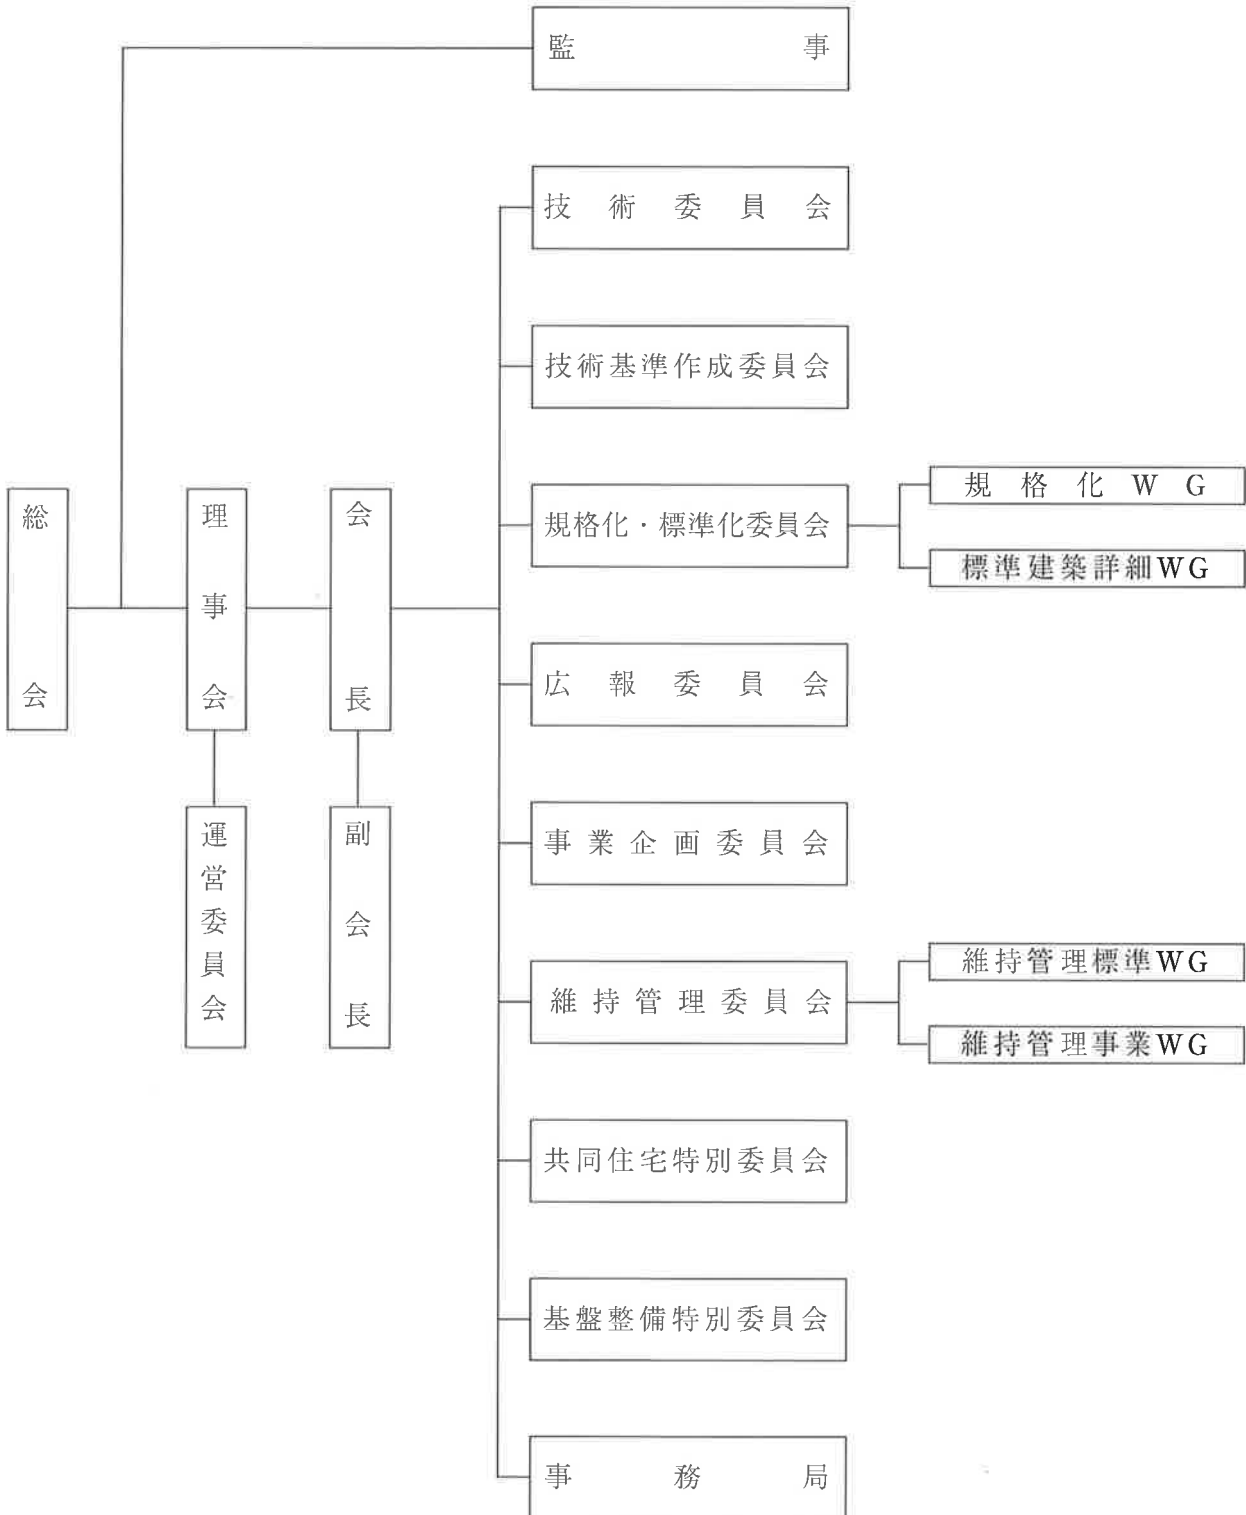 監事
技術委員会
技術基準作成委員会
規格化・標準化委員会
規格化WG
標準建築詳細WG
総会
理事会
会長
広報委員会
運営委員会
副会長
事業企画委員会
維持管理委員会
維持管理標準WG
維持管理事業WG
共同住宅特別委員会
基盤整備特別委員会
事務局